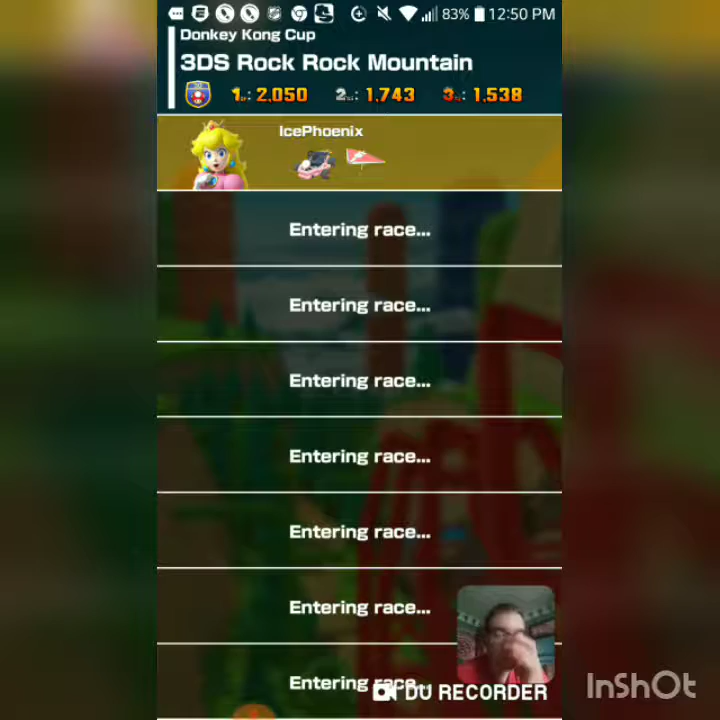 83% 12:50 PM
Donkey Kong Cup
3DS Rock Rock Mountain
1st: 2,050 2nd: 1,743 3rd: 1,538
IcePhoenix
Entering race...
Entering race...
Entering race...
Entering race...
Entering race...
Entering race...
Entering race...
DU RECORDER
InShOt